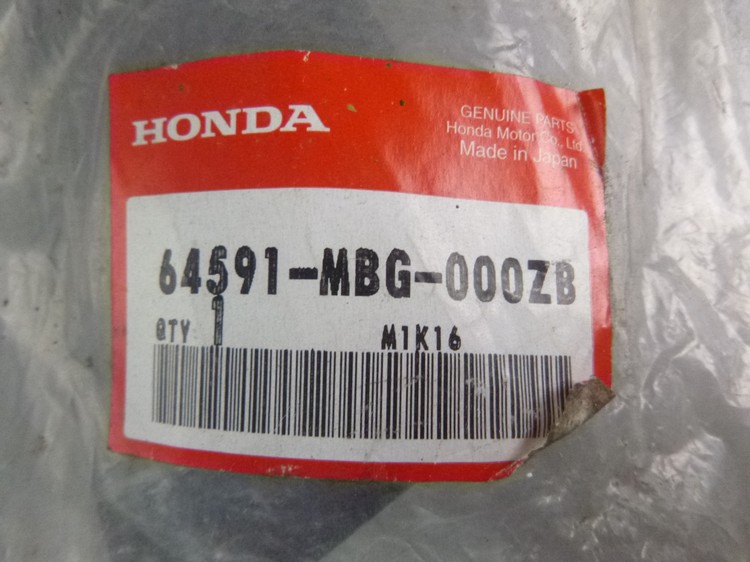 HONDA
GENUINE PARTS
Honda Motor Co., Ltd
Made in Japan
64591-MBG-000ZB
QTY 1
M1K16